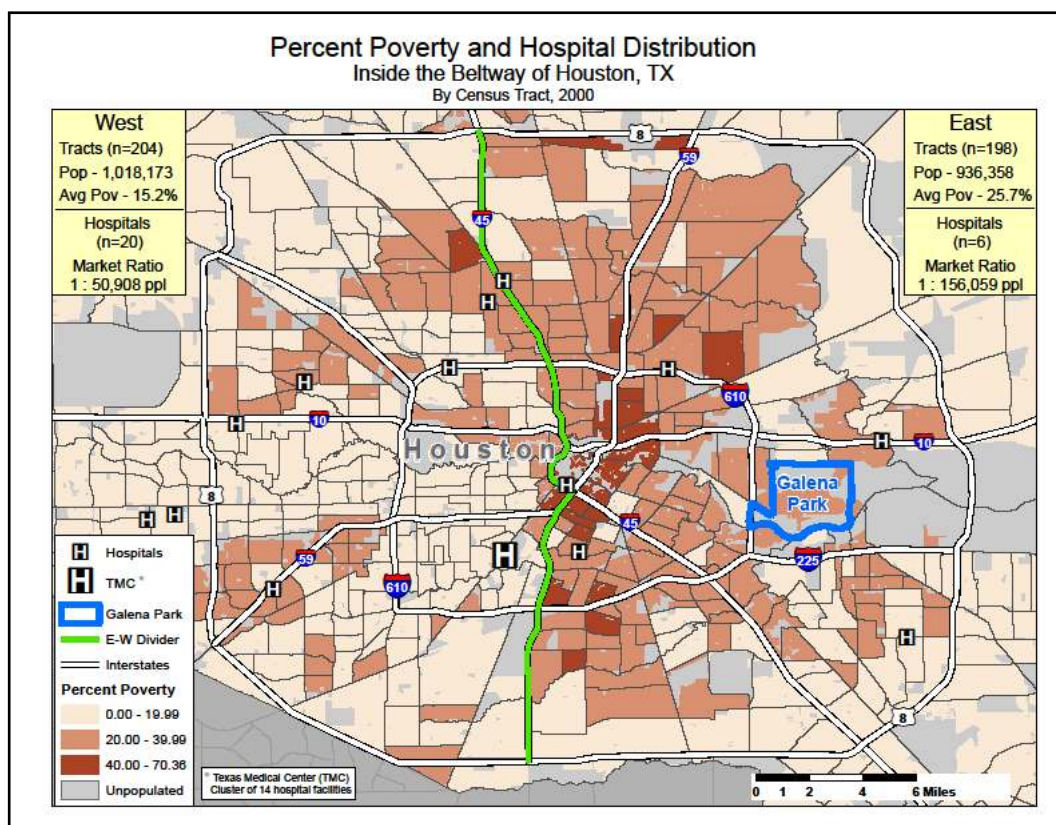 Percent Poverty and Hospital Distribution
Inside the Beltway of Houston, TX
By Census Tract, 2000
West
Tracts (n=204)
Pop - 1,018,173
Avg Pov - 15.2%
Hospitals
(n=20)
Market Ratio
1 : 50,908 ppl
East
Tracts (n=198)
Pop - 936,358
Avg Pov - 25.7%
Hospitals
(n=6)
Market Ratio
1 : 156,059 ppl
8
59
45
H
H
H
H
H
610
H
10
Houston
H
10
Galena
Park
8
H
H
H
45
H
H
59
225
610
H
H
8
H Hospitals
H TMC *
Galena Park
E-W Divider
Interstates
Percent Poverty
0.00 - 19.99
20.00 - 39.99
40.00 - 70.36
Unpopulated
* Texas Medical Center (TMC)
Cluster of 14 hospital facilities
0 1 2 4 6 Miles